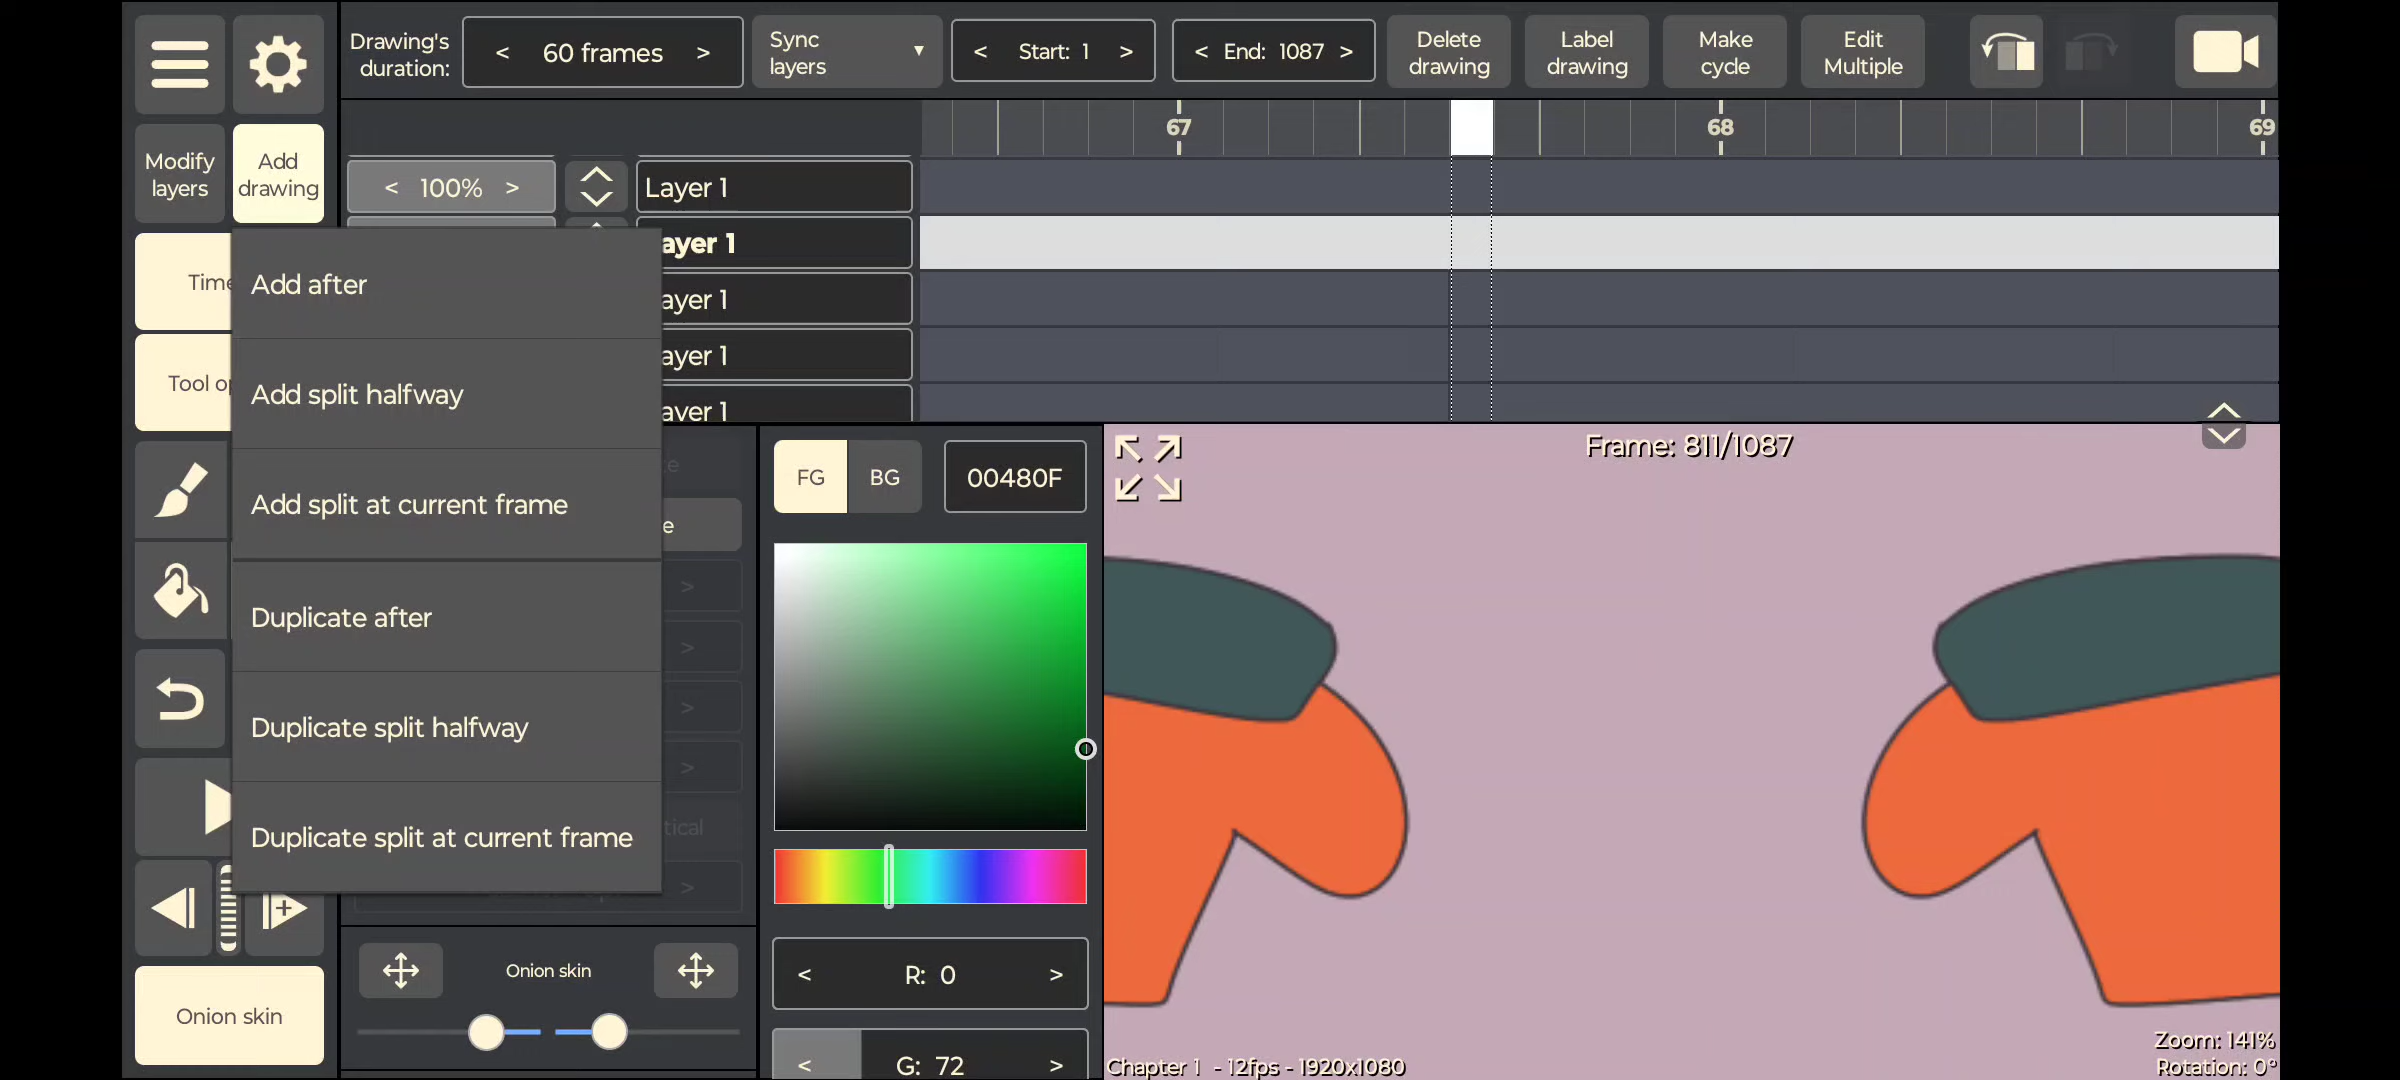 Drawing's
duration:
< 60 frames >
Sync
layers
▼
< Start: 1 >
< End: 1087 >
Delete
drawing
Label
drawing
Make
cycle
Edit
Multiple
Modify
layers
Add
drawing
67
68
69
< 100% >
Layer 1
ayer 1
ayer 1
ayer 1
ayer 1
Time
Tool op
Add after
Add split halfway
Add split at current frame
Duplicate after
Duplicate split halfway
Duplicate split at current frame
e
e
>
>
>
>
tical
>
FG
BG
00480F
Frame: 811/1087
Onion skin
Onion skin
< R: 0 >
< G: 72 >
Chapter 1 - 12fps - 1920x1080
Zoom: 141%
Rotation: 0°